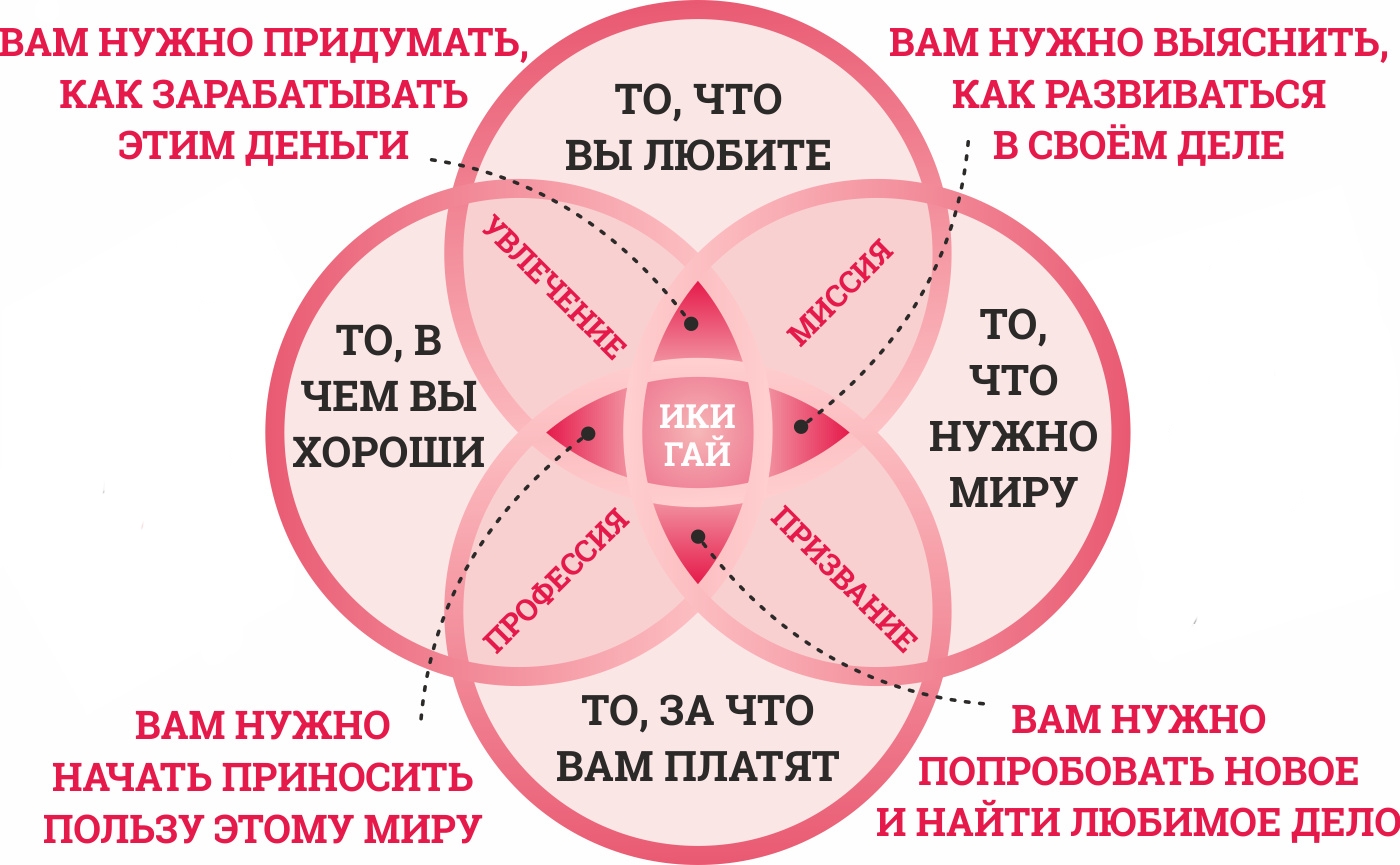 ВАМ НУЖНО ПРИДУМАТЬ,
КАК ЗАРАБАТЫВАТЬ
ЭТИМ ДЕНЬГИ
ТО, ЧТО
ВЫ ЛЮБИТЕ
ВАМ НУЖНО ВЫЯСНИТЬ,
КАК РАЗВИВАТЬСЯ
В СВОЁМ ДЕЛЕ
УВЛЕЧЕНИЕ
МИССИЯ
ТО, В
ЧЕМ ВЫ
ХОРОШИ
ИКИ
ГАЙ
ТО,
ЧТО
НУЖНО
МИРУ
ПРОФЕССИЯ
ПРИЗВАНИЕ
ТО, ЗА ЧТО
ВАМ ПЛАТЯТ
ВАМ НУЖНО
НАЧАТЬ ПРИНОСИТЬ
ПОЛЬЗУ ЭТОМУ МИРУ
ВАМ НУЖНО
ПОПРОБОВАТЬ НОВОЕ
И НАЙТИ ЛЮБИМОЕ ДЕЛО